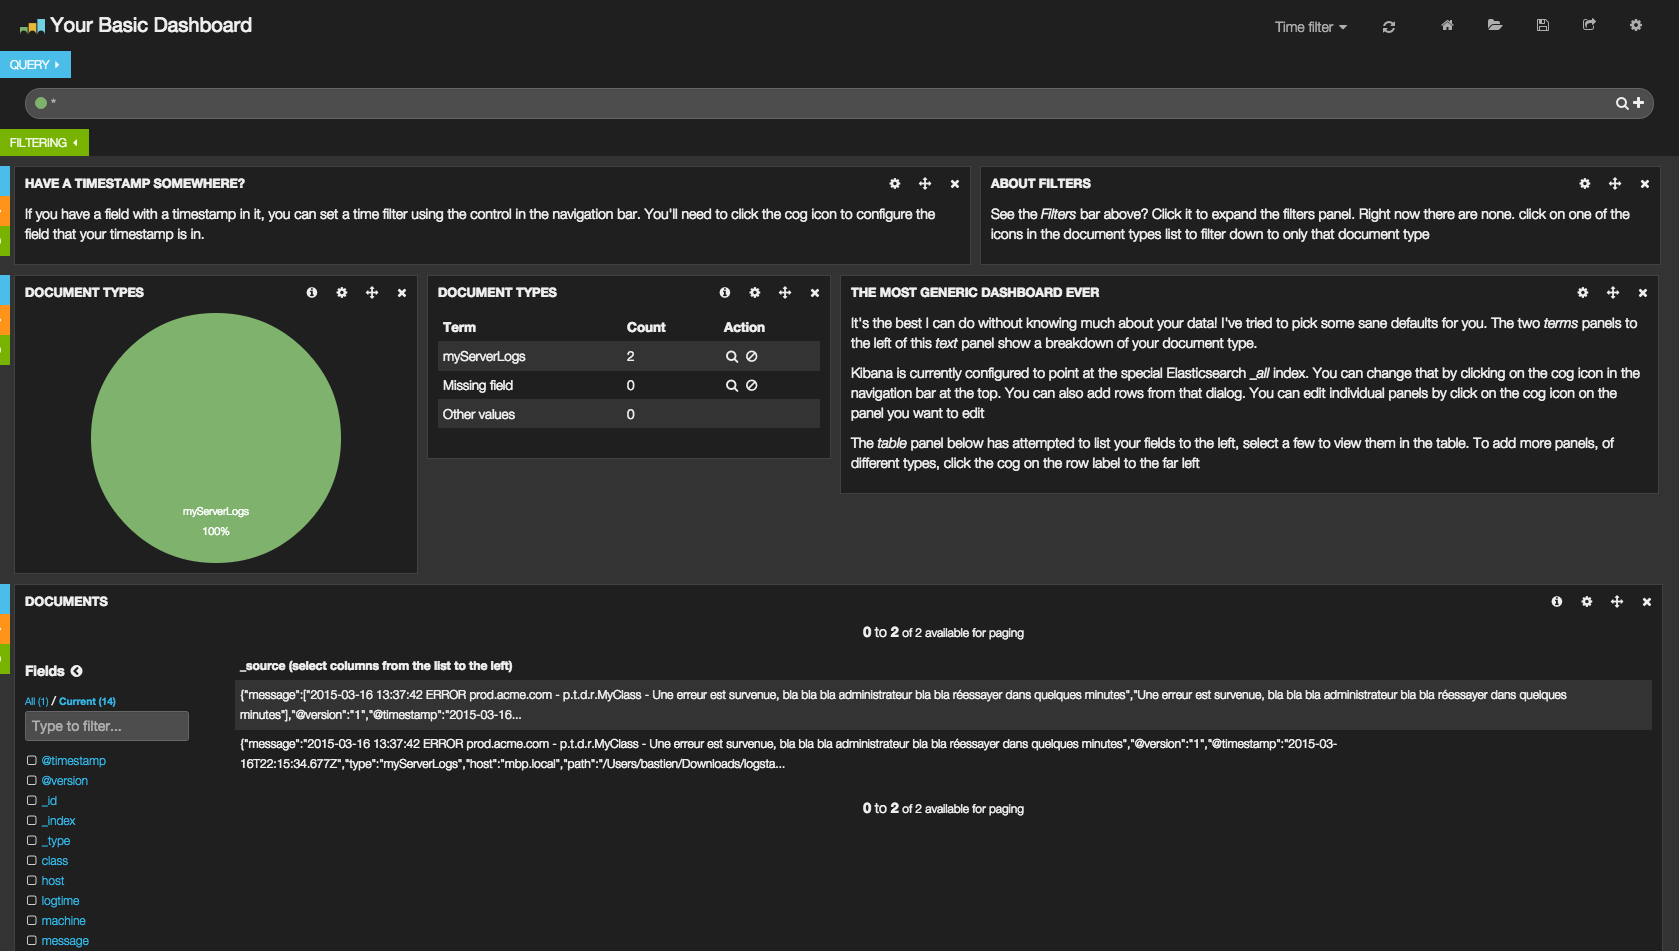 Your Basic Dashboard
Time filter
QUERY
*
FILTERING
HAVE A TIMESTAMP SOMEWHERE?
If you have a field with a timestamp in it, you can set a time filter using the control in the navigation bar. You'll need to click the cog icon to configure the
field that your timestamp is in.
ABOUT FILTERS
See the Filters bar above? Click it to expand the filters panel. Right now there are none. click on one of the
icons in the document types list to filter down to only that document type
DOCUMENT TYPES
myServerLogs
100%
DOCUMENT TYPES
Term Count Action
myServerLogs 2
Missing field 0
Other values 0
THE MOST GENERIC DASHBOARD EVER
It's the best I can do without knowing much about your data! I've tried to pick some sane defaults for you. The two terms panels to
the left of this text panel show a breakdown of your document type.
Kibana is currently configured to point at the special Elasticsearch _all index. You can change that by clicking on the cog icon in the
navigation bar at the top. You can also add rows from that dialog. You can edit individual panels by click on the cog icon on the
panel you want to edit
The table panel below has attempted to list your fields to the left, select a few to view them in the table. To add more panels, of
different types, click the cog on the row label to the far left
DOCUMENTS
0 to 2 of 2 available for paging
Fields
All (1) / Current (14)
Type to filter...
@timestamp
@version
_id
_index
_type
class
host
logtime
machine
message
_source (select columns from the list to the left)
{"message":["2015-03-16 13:37:42 ERROR prod.acme.com - p.t.d.r.MyClass - Une erreur est survenue, bla bla bla administrateur bla bla réessayer dans quelques minutes","Une erreur est survenue, bla bla bla administrateur bla bla réessayer dans quelques
minutes"],"@version":"1","@timestamp":"2015-03-16...
{"message":"2015-03-16 13:37:42 ERROR prod.acme.com - p.t.d.r.MyClass - Une erreur est survenue, bla bla bla administrateur bla bla réessayer dans quelques minutes","@version":"1","@timestamp":"2015-03-
16T22:15:34.677Z","type":"myServerLogs","host":"mbp.local","path":"/Users/bastien/Downloads/logsta...
0 to 2 of 2 available for paging